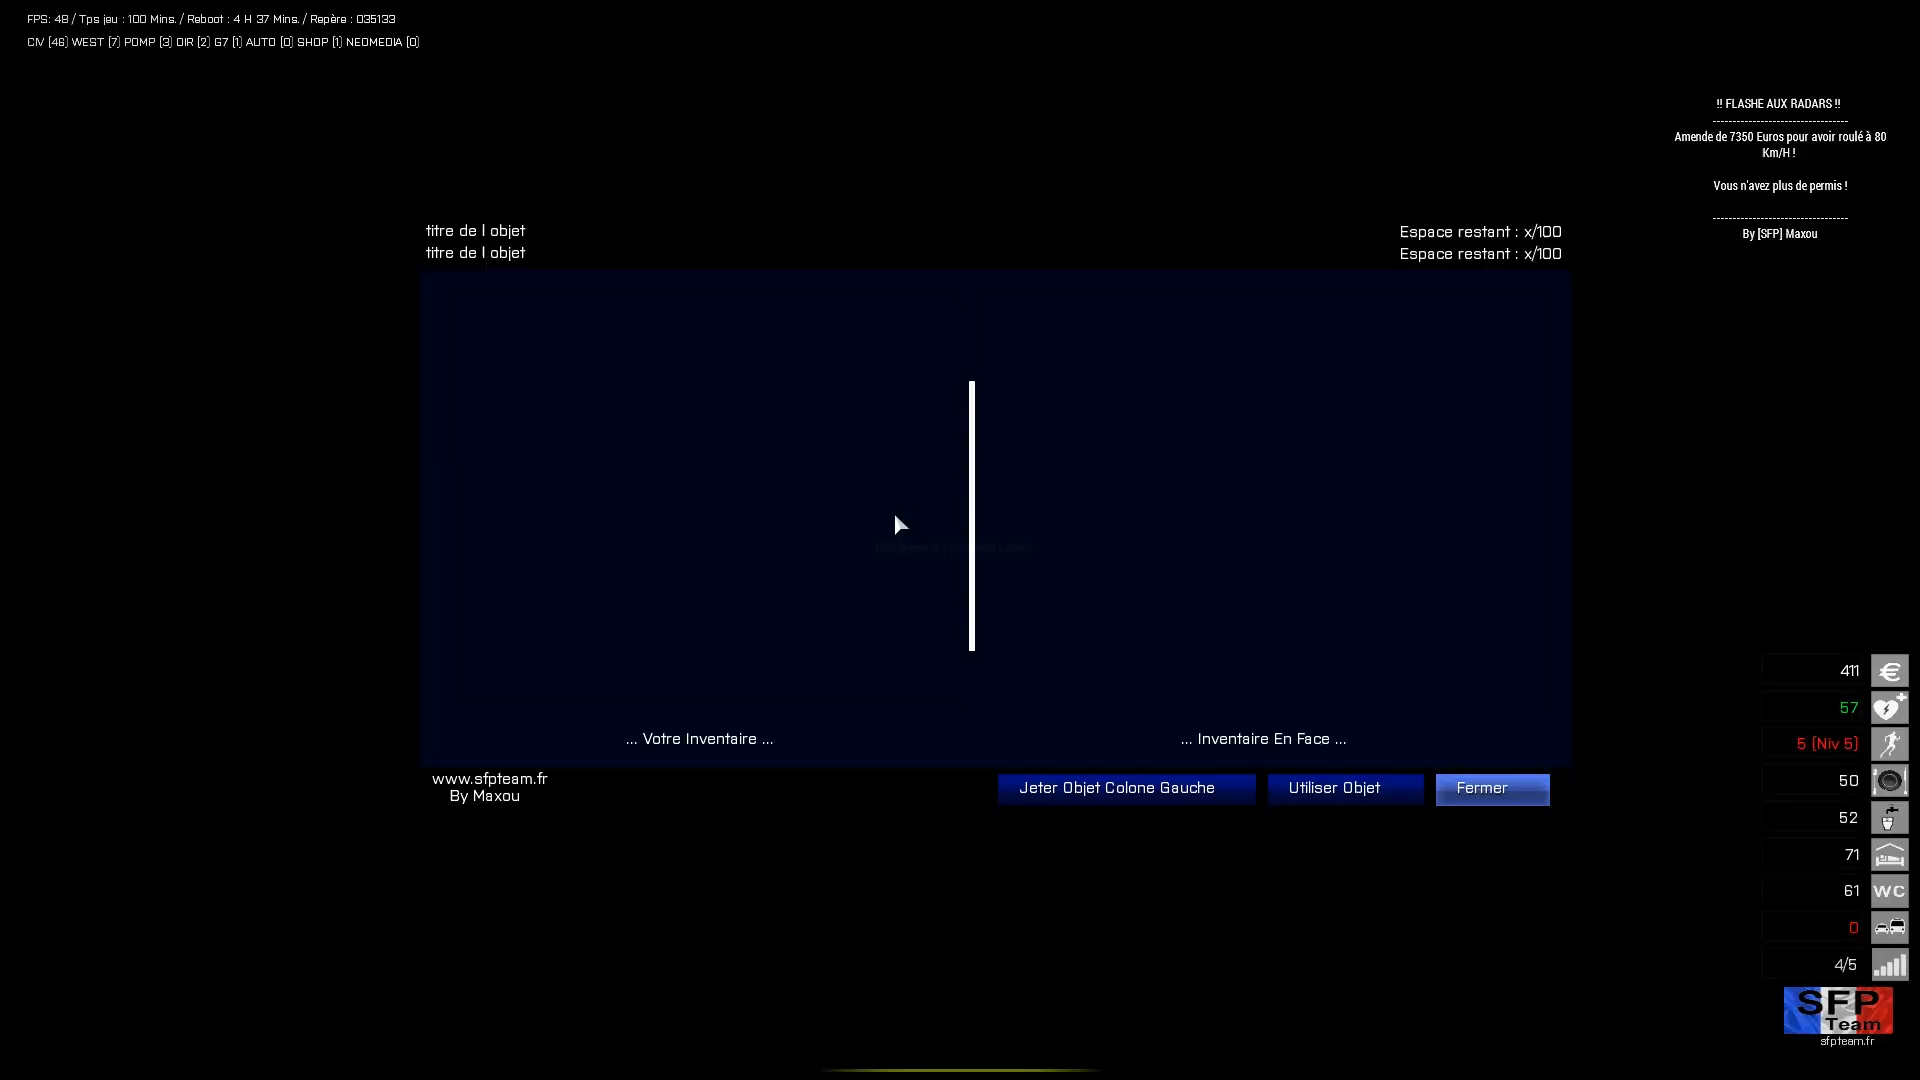 FPS: 48 / Tps jeu : 100 Mins. / Reboot : 4 H 37 Mins. / Repère : 035133
CIV (46) WEST (7) POMP (3) DIR (2) G7 (1) AUTO (0) SHOP (1) NEOMEDIA (0)
!! FLASHE AUX RADARS !!
----------------------------------
Amende de 7350 Euros pour avoir roulé à 80
Km/H !
Vous n'avez plus de permis !
----------------------------------
By [SFP] Maxou
titre de l objet
titre de l objet
Espace restant : x/100
Espace restant : x/100
... Votre Inventaire ...
... Inventaire En Face ...
www.sfpteam.fr
By Maxou
Jeter Objet Colone Gauche
Utiliser Objet
Fermer
411 €
57
5 (Niv 5)
50
52
71
61 WC
0
4/5
SFP
Team
sfpteam.fr